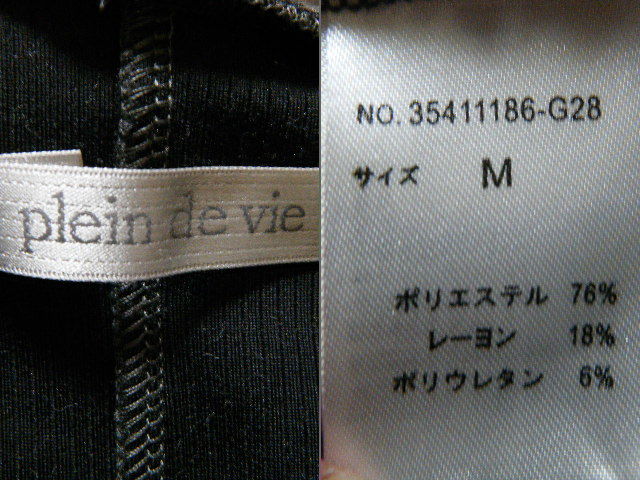 plein de vie
NO. 35411186-G28
サイズ M
ポリエステル 76%
レーヨン 18%
ポリウレタン 6%